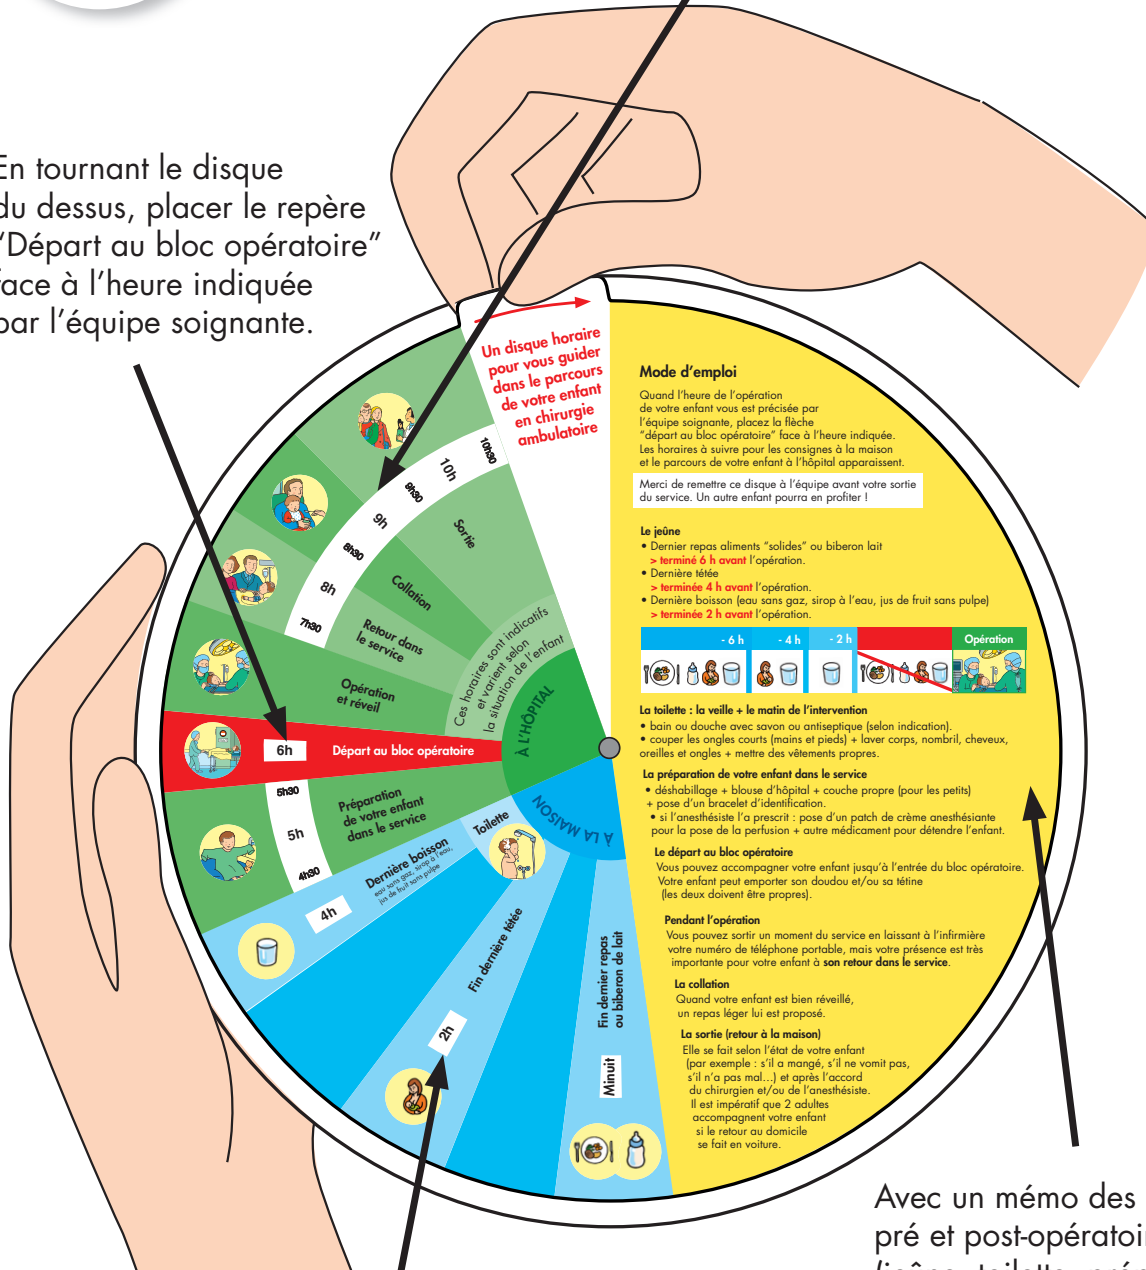 En tournant le disque
du dessus, placer le repère
“Départ au bloc opératoire”
face à l’heure indiquée
par l’équipe soignante.
Un disque horaire
pour vous guider
dans le parcours
de votre enfant
en chirurgie
ambulatoire
10h30
10h
9h30
9h
8h30
8h
7h30
Sortie
Collation
Retour dans
le service
Opération
et réveil
Ces horaires sont indicatifs
et varient selon
la situation de l’enfant
À L’HÔPITAL
6h
Départ au bloc opératoire
5h30
5h
4h30
Préparation
de votre enfant
dans le service
À LA MAISON
Toilette
Dernière boisson
eau sans gaz, sirop à l’eau,
jus de fruit sans pulpe
4h
Fin dernière tétée
2h
Fin dernier repas
ou biberon de lait
Minuit
Mode d’emploi
Quand l’heure de l’opération
de votre enfant vous est précisée par
l’équipe soignante, placez la flèche
“départ au bloc opératoire” face à l’heure indiquée.
Les horaires à suivre pour les consignes à la maison
et le parcours de votre enfant à l’hôpital apparaissent.
Merci de remettre ce disque à l’équipe avant votre sortie
du service. Un autre enfant pourra en profiter !
Le jeûne
• Dernier repas aliments “solides” ou biberon lait
> terminé 6 h avant l’opération.
• Dernière tétée
> terminée 4 h avant l’opération.
• Dernière boisson (eau sans gaz, sirop à l’eau, jus de fruit sans pulpe)
> terminée 2 h avant l’opération.
- 6 h - 4 h - 2 h Opération
La toilette : la veille + le matin de l’intervention
• bain ou douche avec savon ou antiseptique (selon indication).
• couper les ongles courts (mains et pieds) + laver corps, nombril, cheveux,
oreilles et ongles + mettre des vêtements propres.
La préparation de votre enfant dans le service
• déshabillage + blouse d’hôpital + couche propre (pour les petits)
+ pose d’un bracelet d’identification.
• si l’anesthésiste l’a prescrit : pose d’un patch de crème anesthésiante
pour la pose de la perfusion + autre médicament pour détendre l’enfant.
Le départ au bloc opératoire
Vous pouvez accompagner votre enfant jusqu’à l’entrée du bloc opératoire.
Votre enfant peut emporter son doudou et/ou sa tétine
(les deux doivent être propres).
Pendant l’opération
Vous pouvez sortir un moment du service en laissant à l’infirmière
votre numéro de téléphone portable, mais votre présence est très
importante pour votre enfant à son retour dans le service.
La collation
Quand votre enfant est bien réveillé,
un repas léger lui est proposé.
La sortie (retour à la maison)
Elle se fait selon l’état de votre enfant
(par exemple : s’il a mangé, s’il ne vomit pas,
s’il n’a pas mal...) et après l’accord
du chirurgien et/ou de l’anesthésiste.
Il est impératif que 2 adultes
accompagnent votre enfant
si le retour au domicile
se fait en voiture.
Avec un mémo des
pré et post-opératoir